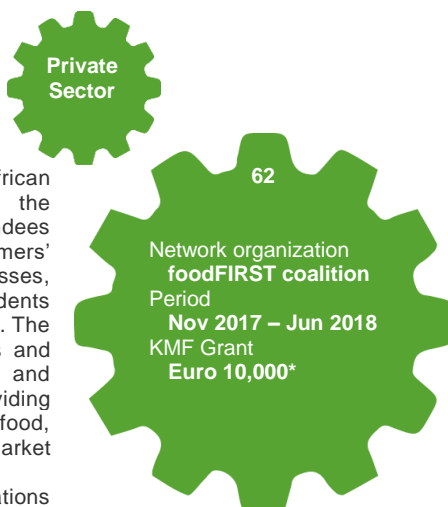 Private
Sector
frican
the
dees
mers'
sses,
dents
. The
and
and
viding
food,
arket
ations
62
Network organization
foodFIRST coalition
Period
Nov 2017 – Jun 2018
KMF Grant
Euro 10,000*